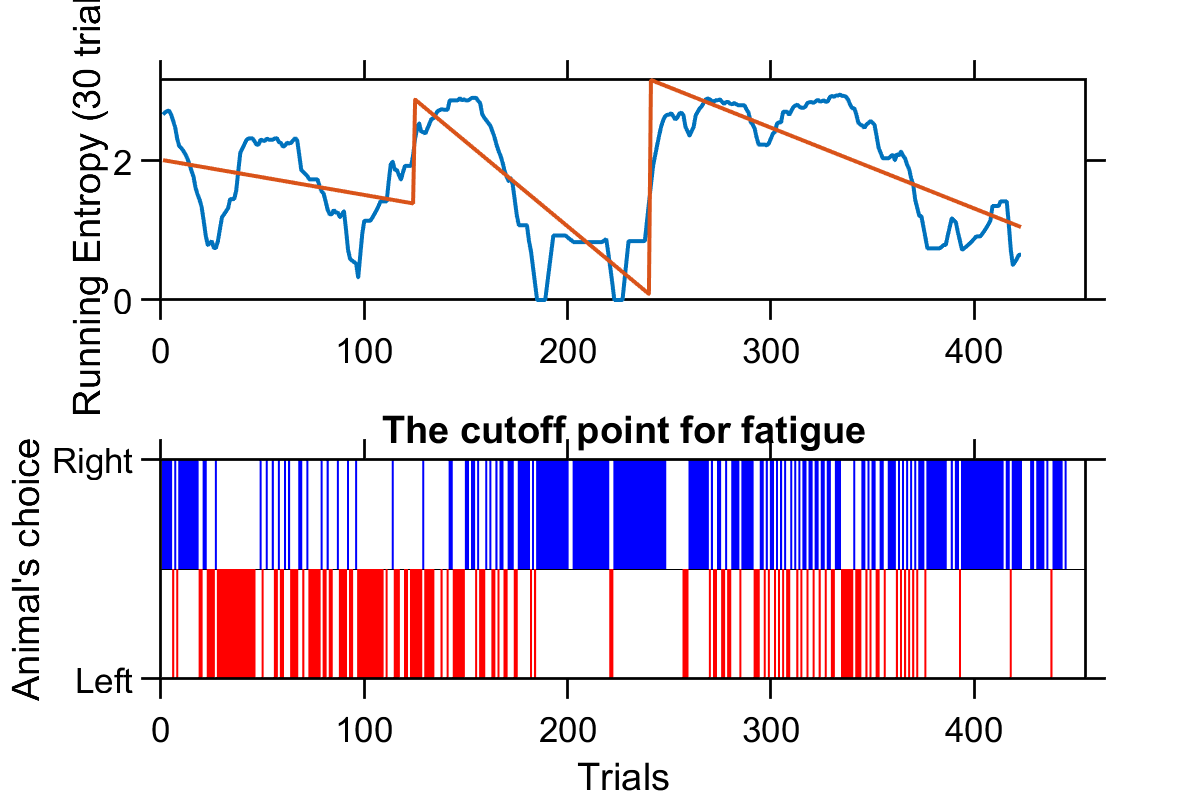 Running Entropy (30 trial
2
0
0 100 200 300 400
The cutoff point for fatigue
Animal's choice
Right
Left
0 100 200 300 400
Trials